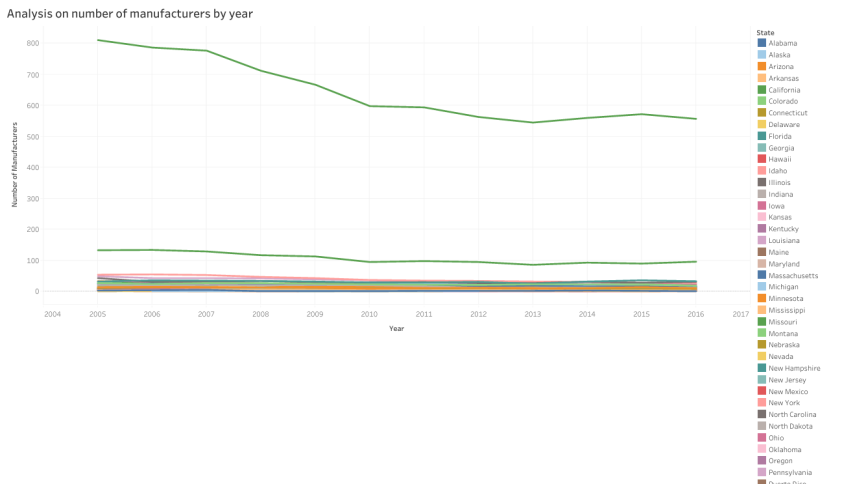 Analysis on number of manufacturers by year
800
700
600
500
400
300
200
100
0
Number of Manufacturers
2004 2005 2006 2007 2008 2009 2010 2011 2012 2013 2014 2015 2016 2017
Year
State
Alabama
Alaska
Arizona
Arkansas
California
Colorado
Connecticut
Delaware
Florida
Georgia
Hawaii
Idaho
Illinois
Indiana
Iowa
Kansas
Kentucky
Louisiana
Maine
Maryland
Massachusetts
Michigan
Minnesota
Mississippi
Missouri
Montana
Nebraska
Nevada
New Hampshire
New Jersey
New Mexico
New York
North Carolina
North Dakota
Ohio
Oklahoma
Oregon
Pennsylvania